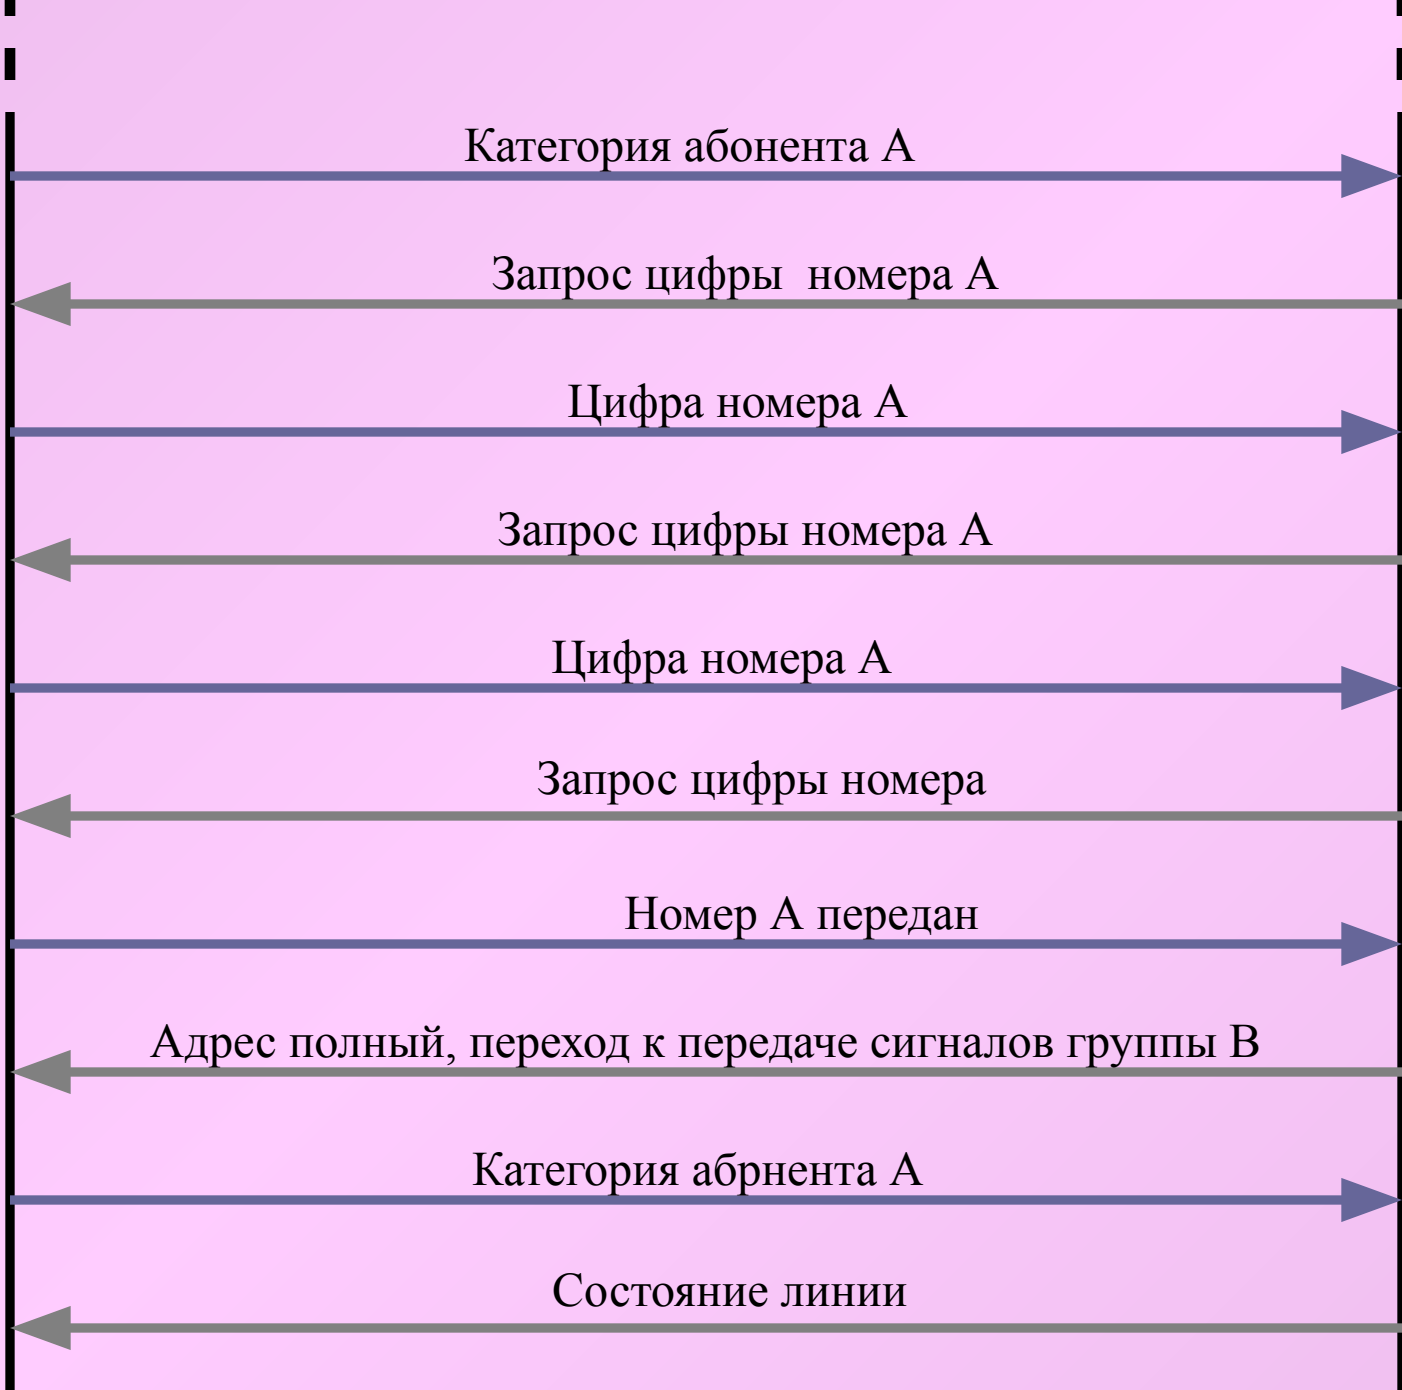 Категория абонента А
Запрос цифры  номера А
Цифра номера А
Запрос цифры номера А
Цифра номера А
Запрос цифры номера
Номер А передан
Адрес полный, переход к передаче сигналов группы В
Категория абрнента А
Состояние линии